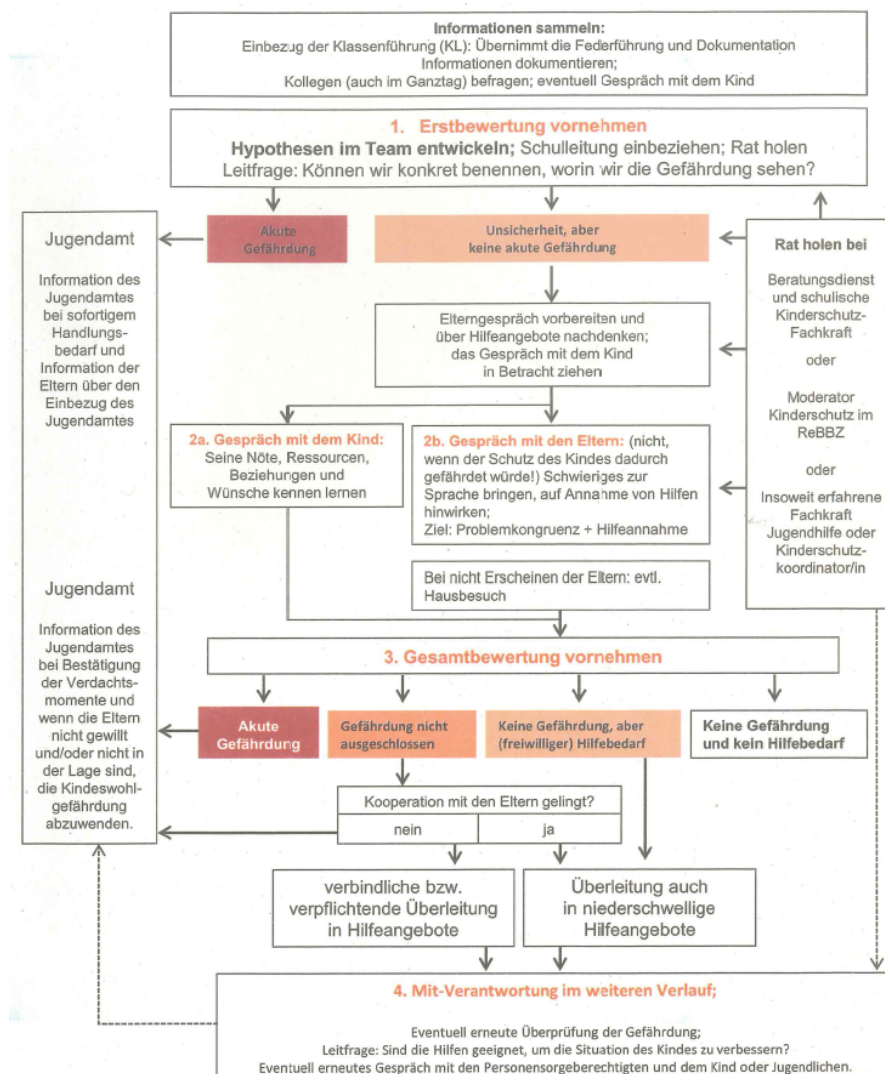 Informationen sammeln:
Einbezug der Klassenführung (KL): Übernimmt die Federführung und Dokumentation
Informationen dokumentieren;
Kollegen (auch im Ganztag) befragen; eventuell Gespräch mit dem Kind
1. Erstbewertung vornehmen
Hypothesen im Team entwickeln; Schulleitung einbeziehen; Rat holen
Leitfrage: Können wir konkret benennen, worin wir die Gefährdung sehen?
Jugendamt
Information des
Jugendamtes
bei sofortigem
Handlungs-
bedarf und
Information der
Eltern über den
Einbezug des
Jugendamtes
Akute
Gefährdung
Unsicherheit, aber
keine akute Gefährdung
Rat holen bei
Beratungsdienst
und schulische
Kinderschutz-
Fachkraft
oder
Moderator
Kinderschutz im
ReBBZ
oder
Insoweit erfahrene
Fachkraft
Jugendhilfe oder
Kinderschutz-
koordinator/in
Elterngespräch vorbereiten und
über Hilfeangebote nachdenken;
das Gespräch mit dem Kind
in Betracht ziehen
2a. Gespräch mit dem Kind:
Seine Nöte, Ressourcen,
Beziehungen und
Wünsche kennen lernen
2b. Gespräch mit den Eltern: (nicht,
wenn der Schutz des Kindes dadurch
gefährdet würde!) Schwieriges zur
Sprache bringen, auf Annahme von Hilfen
hinwirken;
Ziel: Problemkongruenz + Hilfeannahme
Bei nicht Erscheinen der Eltern: evtl.
Hausbesuch
Jugendamt
Information des
Jugendamtes
bei Bestätigung
der Verdachts-
momente und
wenn die Eltern
nicht gewillt
und/oder nicht in
der Lage sind,
die Kindeswohl-
gefährdung
abzuwenden.
3. Gesamtbewertung vornehmen
Akute
Gefährdung
Gefährdung nicht
ausgeschlossen
Keine Gefährdung, aber
(freiwilliger) Hilfebedarf
Keine Gefährdung
und kein Hilfebedarf
Kooperation mit den Eltern gelingt?
nein
ja
verbindliche bzw.
verpflichtende Überleitung
in Hilfeangebote
Überleitung auch
in niederschwellige
Hilfeangebote
4. Mit-Verantwortung im weiteren Verlauf;
Eventuell erneute Überprüfung der Gefährdung;
Leitfrage: Sind die Hilfen geeignet, um die Situation des Kindes zu verbessern?
Eventuell erneutes Gespräch mit den Personensorgeberechtigten und dem Kind oder Jugendlichen.